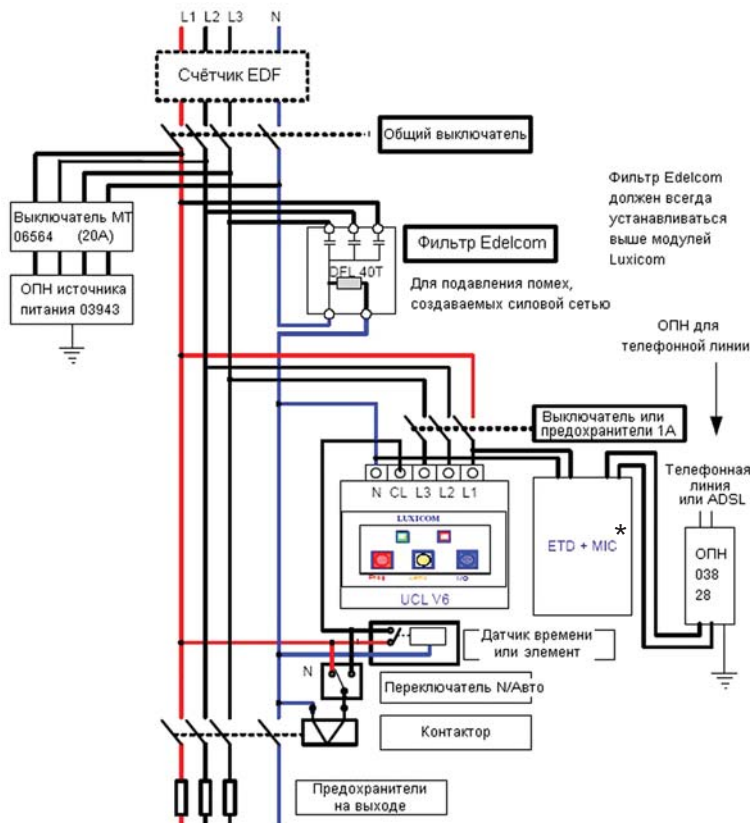 L1 L2 L3 N
Счётчик EDF
Общий выключатель
Выключатель МТ
06564 (20А)
ОПН источника
питания 03943
Фильтр Edelcom
DFL 40T
Для подавления помех,
создаваемых силовой сетью
Фильтр Edelcom
должен всегда
устанавливаться
выше модулей
Luxicom
ОПН для
телефонной линии
Выключатель или
предохранители 1А
Телефонная
линия
или ADSL
N CL L3 L2 L1
LUXICOM
UCL V6
ETD + MIC*
ОПН
038
28
Датчик времени
или элемент
N
Переключатель N/Авто
Контактор
Предохранители
на выходе